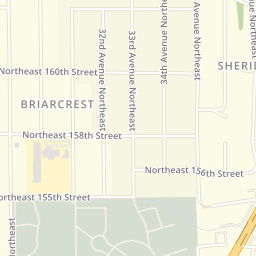 32nd Avenue Northeast
33rd Avenue Northeast
34th Avenue Northeast
Avenue Northeast
Northeast 160th Street
SHERID
BRIARCREST
Northeast 158th Street
Northeast 156th Street
Northeast 155th Street
Northeast